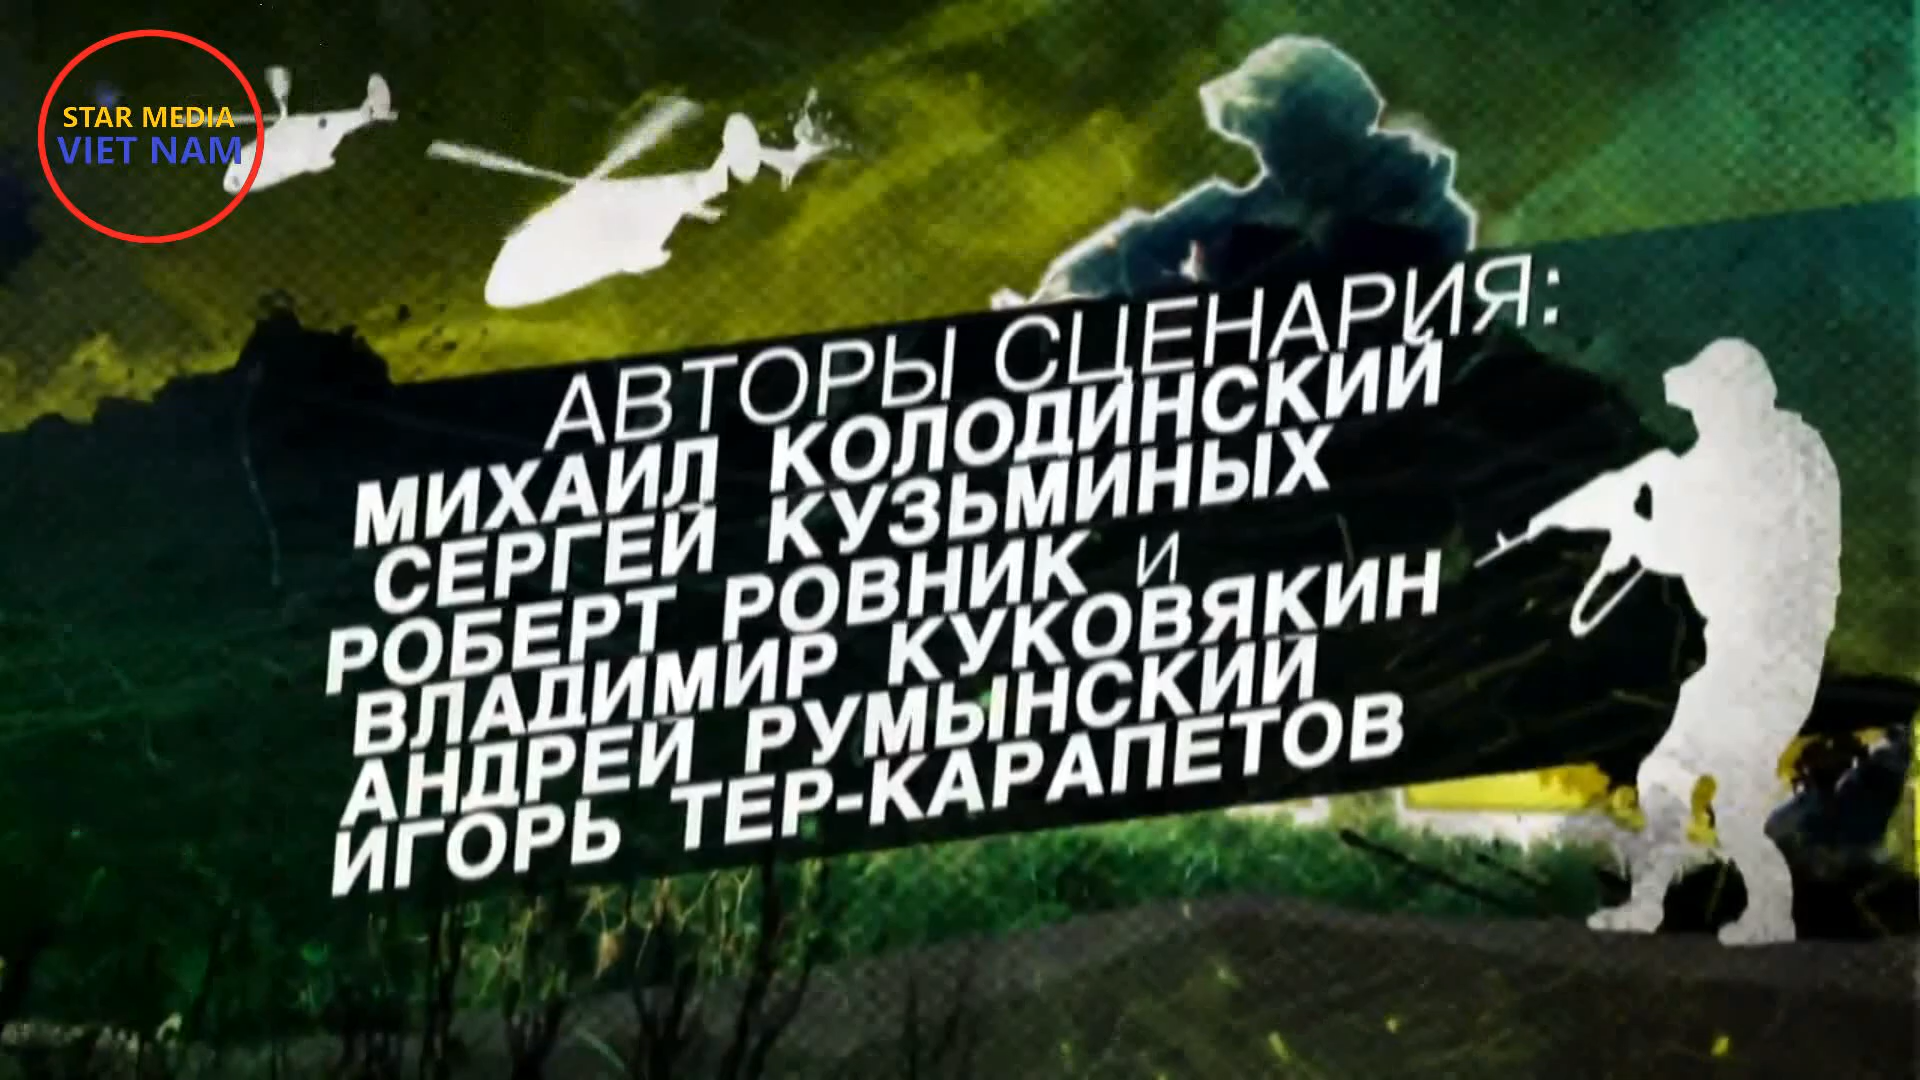 STAR MEDIA
VIET NAM
АВТОРЫ СЦЕНАРИЯ:
МИХАИЛ КОЛОДИНСКИЙ
СЕРГЕЙ КУЗЬМИНЫХ
РОБЕРТ РОВНИК И
ВЛАДИМИР КУКОВЯКИН
АНДРЕЙ РУМЫНСКИЙ
ИГОРЬ ТЕР-КАРАПЕТОВ